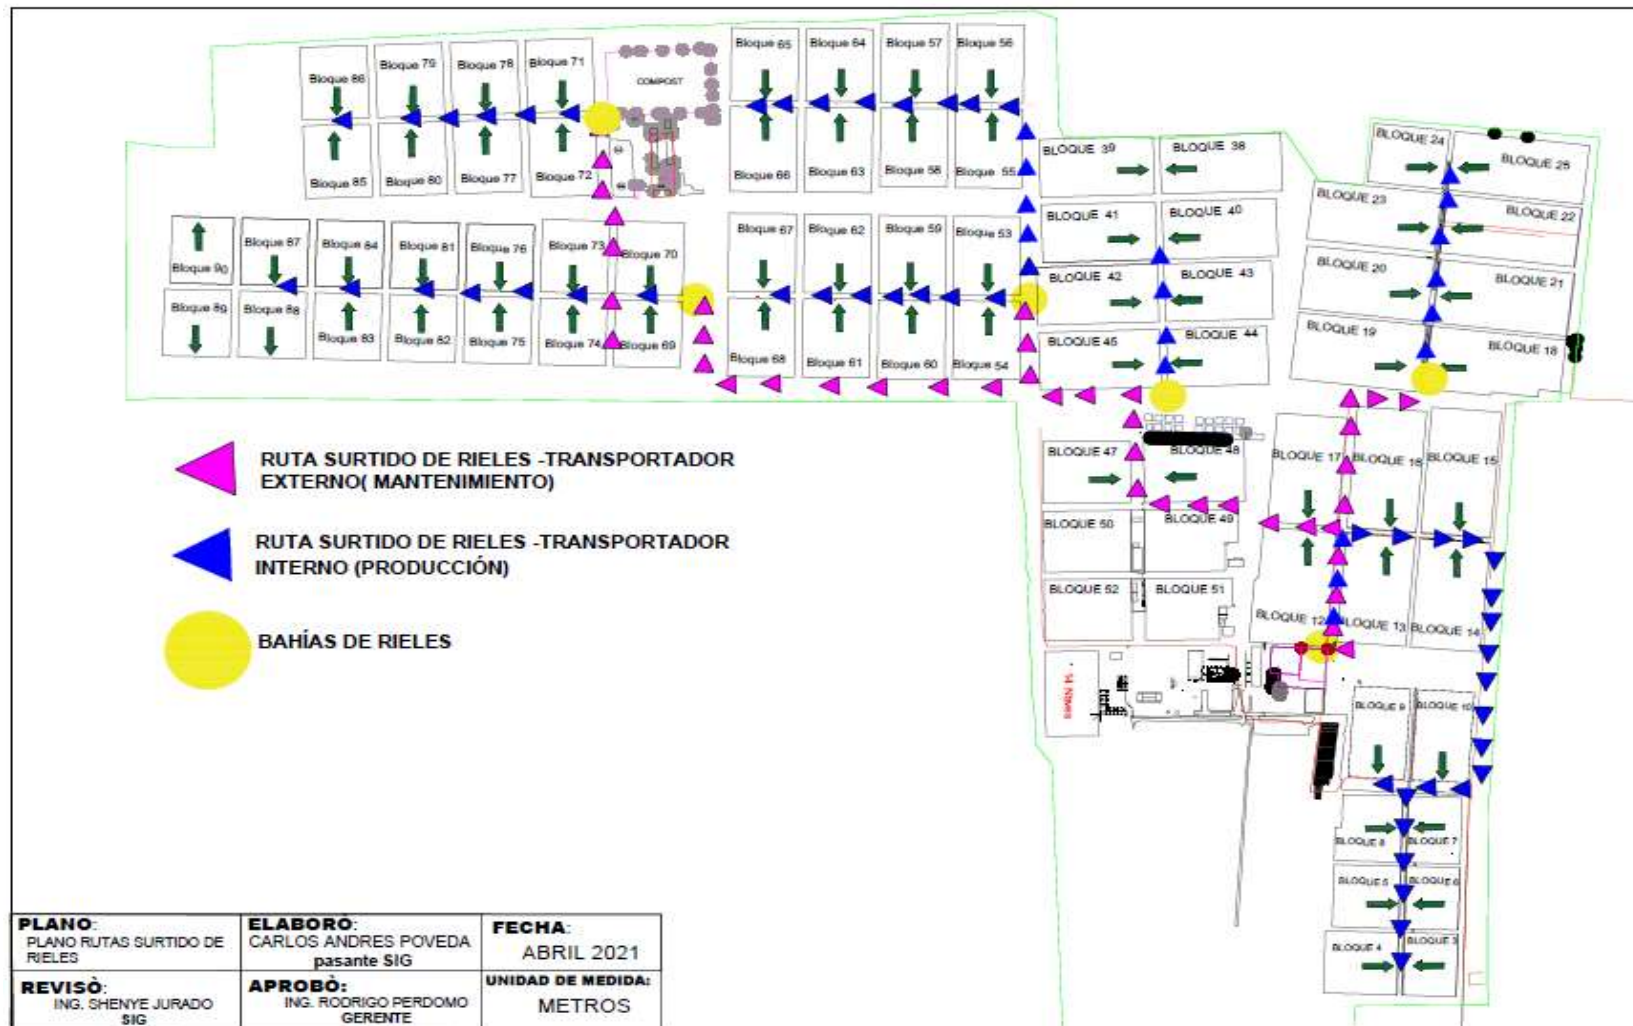 Bloque 86
Bloque 79
Bloque 78
Bloque 71
COMPOST
Bloque 65
Bloque 64
Bloque 57
Bloque 56
Bloque 85
Bloque 80
Bloque 77
Bloque 72
Bloque 66
Bloque 63
Bloque 58
Bloque 55
BLOQUE 39
BLOQUE 38
BLOQUE 24
BLOQUE 25
BLOQUE 41
BLOQUE 40
BLOQUE 23
BLOQUE 22
Bloque 90
Bloque 87
Bloque 84
Bloque 81
Bloque 76
Bloque 73
Bloque 70
Bloque 67
Bloque 62
Bloque 59
Bloque 53
BLOQUE 42
BLOQUE 43
BLOQUE 20
BLOQUE 21
Bloque 89
Bloque 88
Bloque 83
Bloque 82
Bloque 75
Bloque 74
Bloque 69
Bloque 68
Bloque 61
Bloque 60
Bloque 54
BLOQUE 45
BLOQUE 44
BLOQUE 19
BLOQUE 18
RUTA SURTIDO DE RIELES -TRANSPORTADOR
EXTERNO( MANTENIMIENTO)
RUTA SURTIDO DE RIELES -TRANSPORTADOR
INTERNO (PRODUCCIÓN)
BAHÍAS DE RIELES
BLOQUE 47
BLOQUE 48
BLOQUE 17
BLOQUE 16
BLOQUE 15
BLOQUE 50
BLOQUE 49
BLOQUE 52
BLOQUE 51
BLOQUE 12
BLOQUE 13
BLOQUE 14
14 Naves
BLOQUE 9
BLOQUE 10
BLOQUE 8
BLOQUE 7
BLOQUE 5
BLOQUE 6
BLOQUE 4
BLOQUE 3
PLANO:
PLANO RUTAS SURTIDO DE
RIELES
ELABORÒ:
CARLOS ANDRES POVEDA
pasante SIG
FECHA:
ABRIL 2021
REVISÒ:
ING. SHENYE JURADO
SIG
APROBÒ:
ING. RODRIGO PERDOMO
GERENTE
UNIDAD DE MEDIDA:
METROS